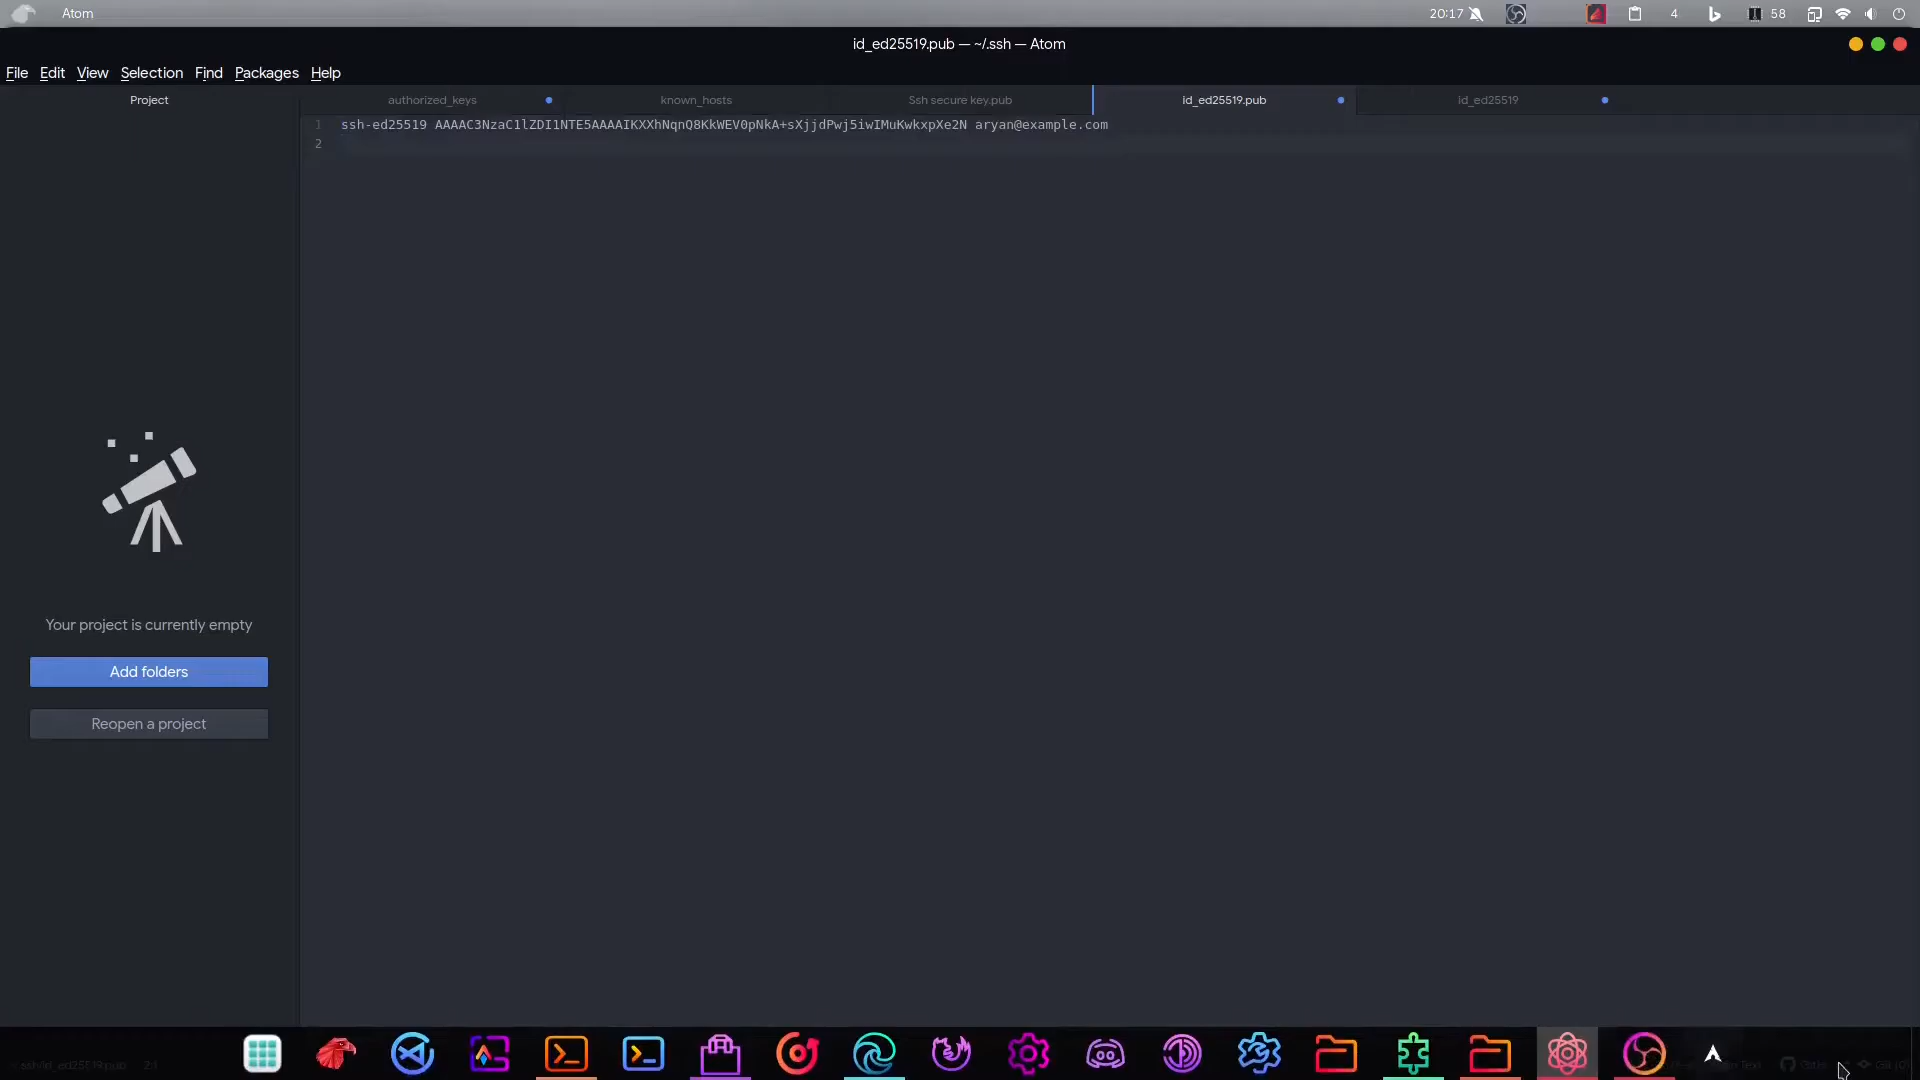 Atom
20:17
4
58
id_ed25519.pub — ~/.ssh — Atom
File Edit View Selection Find Packages Help
Project
authorized_keys
known_hosts
Ssh secure key.pub
id_ed25519.pub
id_ed25519
1 ssh-ed25519 AAAAC3NzaC1lZDI1NTE5AAAAIKXXhNqnQ8KkWEV0pNkA+sXjjdPwj5iwIMuKwkxpXe2N aryan@example.com
2
Your project is currently empty
Add folders
Reopen a project
2:1